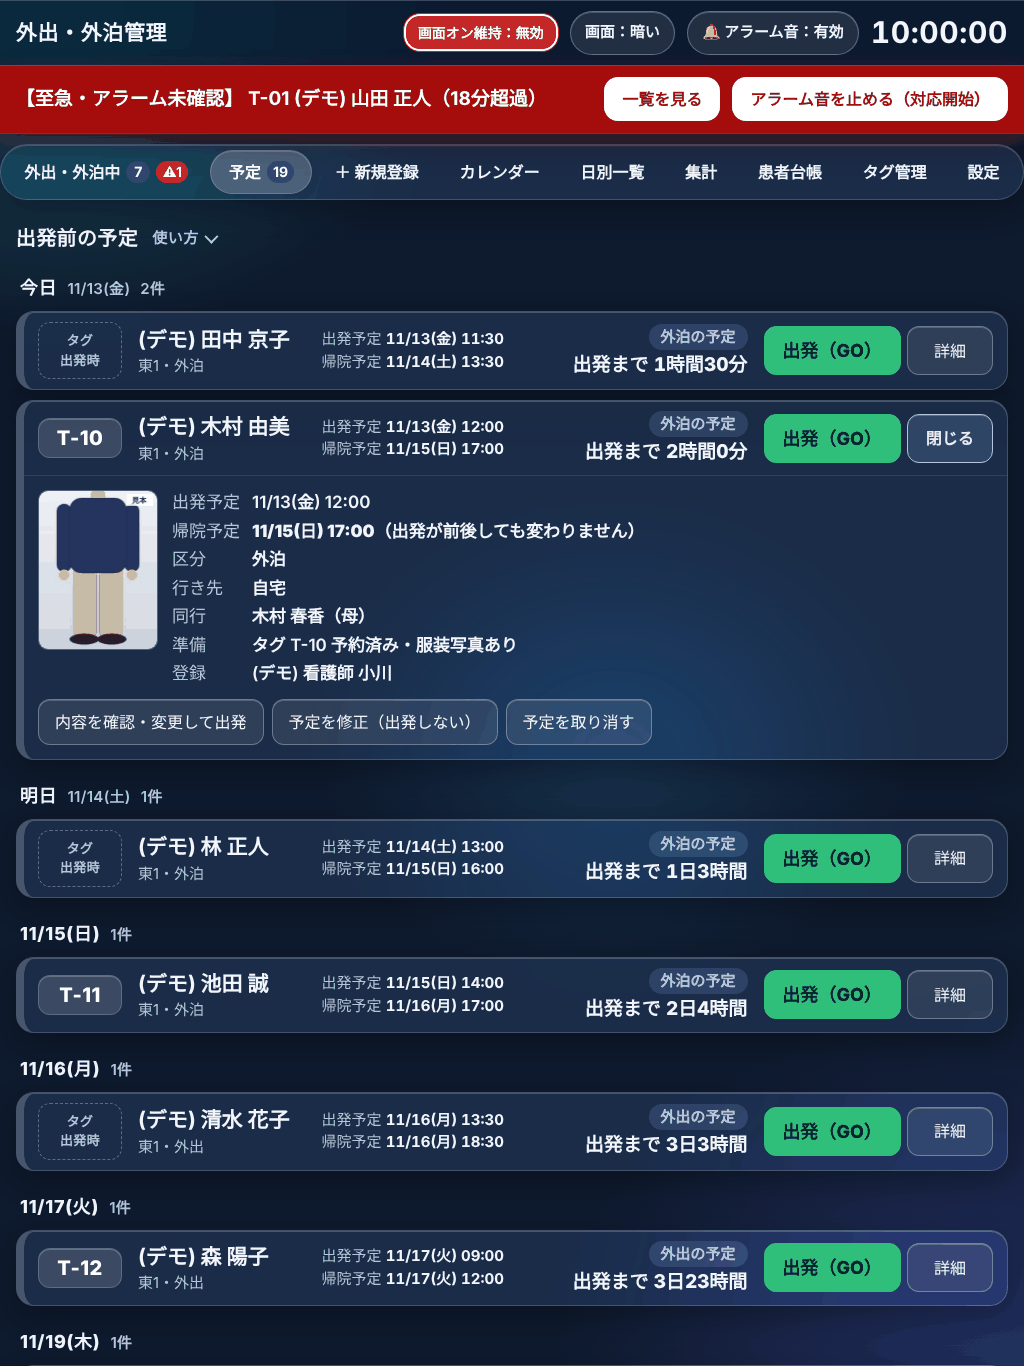 外出・外泊管理
画面オン維持：無効
画面：暗い
アラーム音：有効
10:00:00
【至急・アラーム未確認】 T-01 (デモ) 山田 正人（18分超過）
一覧を見る
アラーム音を止める（対応開始）
外出・外泊中 7 1
予定 19
＋ 新規登録
カレンダー
日別一覧
集計
患者台帳
タグ管理
設定
出発前の予定 使い方
今日 11/13(金) 2件
タグ
出発時
(デモ) 田中 京子
東1・外泊
出発予定 11/13(金) 11:30
帰院予定 11/14(土) 13:30
外泊の予定
出発まで 1時間30分
出発（GO）
詳細
T-10
(デモ) 木村 由美
東1・外泊
出発予定 11/13(金) 12:00
帰院予定 11/15(日) 17:00
外泊の予定
出発まで 2時間0分
出発（GO）
閉じる
見本
出発予定 11/13(金) 12:00
帰院予定 11/15(日) 17:00（出発が前後しても変わりません）
区分 外泊
行き先 自宅
同行 木村 春香（母）
準備 タグ T-10 予約済み・服装写真あり
登録 (デモ) 看護師 小川
内容を確認・変更して出発
予定を修正（出発しない）
予定を取り消す
明日 11/14(土) 1件
タグ
出発時
(デモ) 林 正人
東1・外泊
出発予定 11/14(土) 13:00
帰院予定 11/15(日) 16:00
外泊の予定
出発まで 1日3時間
出発（GO）
詳細
11/15(日) 1件
T-11
(デモ) 池田 誠
東1・外泊
出発予定 11/15(日) 14:00
帰院予定 11/16(月) 17:00
外泊の予定
出発まで 2日4時間
出発（GO）
詳細
11/16(月) 1件
タグ
出発時
(デモ) 清水 花子
東1・外出
出発予定 11/16(月) 13:30
帰院予定 11/16(月) 18:30
外出の予定
出発まで 3日3時間
出発（GO）
詳細
11/17(火) 1件
T-12
(デモ) 森 陽子
東1・外出
出発予定 11/17(火) 09:00
帰院予定 11/17(火) 12:00
外出の予定
出発まで 3日23時間
出発（GO）
詳細
11/19(木) 1件